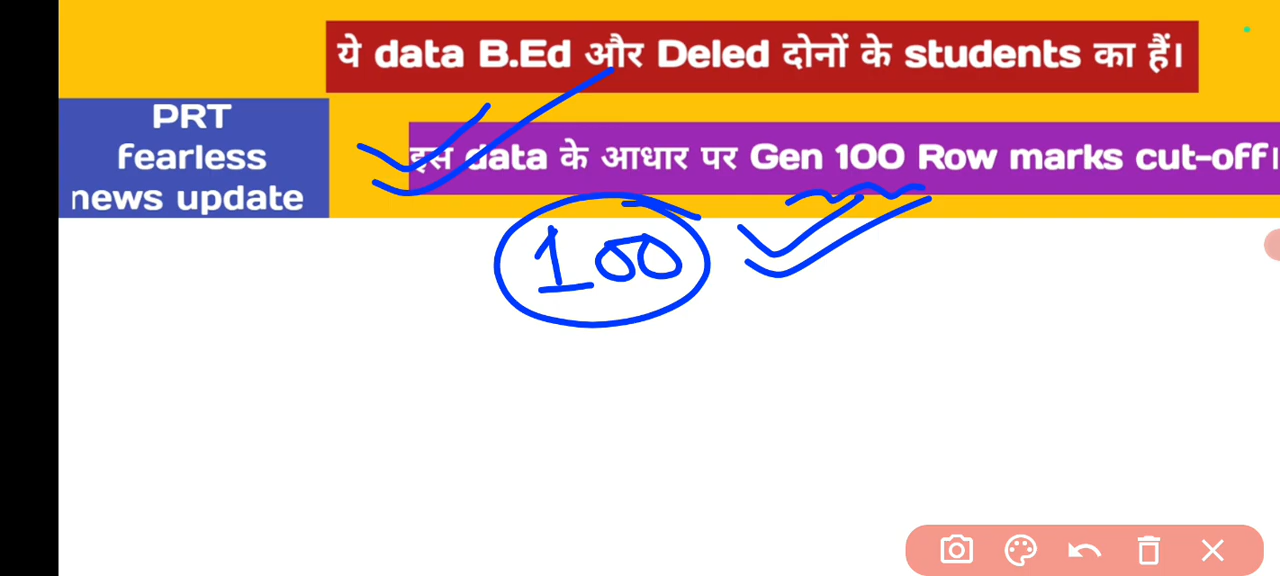 ये data B.Ed और Deled दोनों के students का हैं।
PRT
fearless
news update
इस data के आधार पर Gen 100 Row marks cut-off।
100